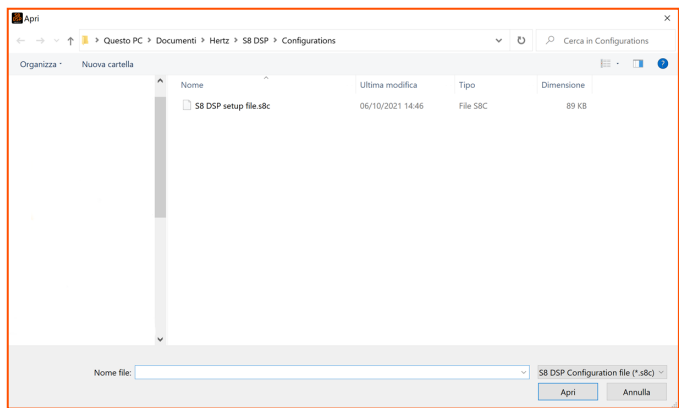 Apri
Questo PC > Documenti > Hertz > S8 DSP > Configurations
Cerca in Configurations
Organizza
Nuova cartella
Nome Ultima modifica Tipo Dimensione
S8 DSP setup file.s8c 06/10/2021 14:46 File S8C 89 KB
Nome file:
S8 DSP Configuration file (*.s8c)
Apri Annulla